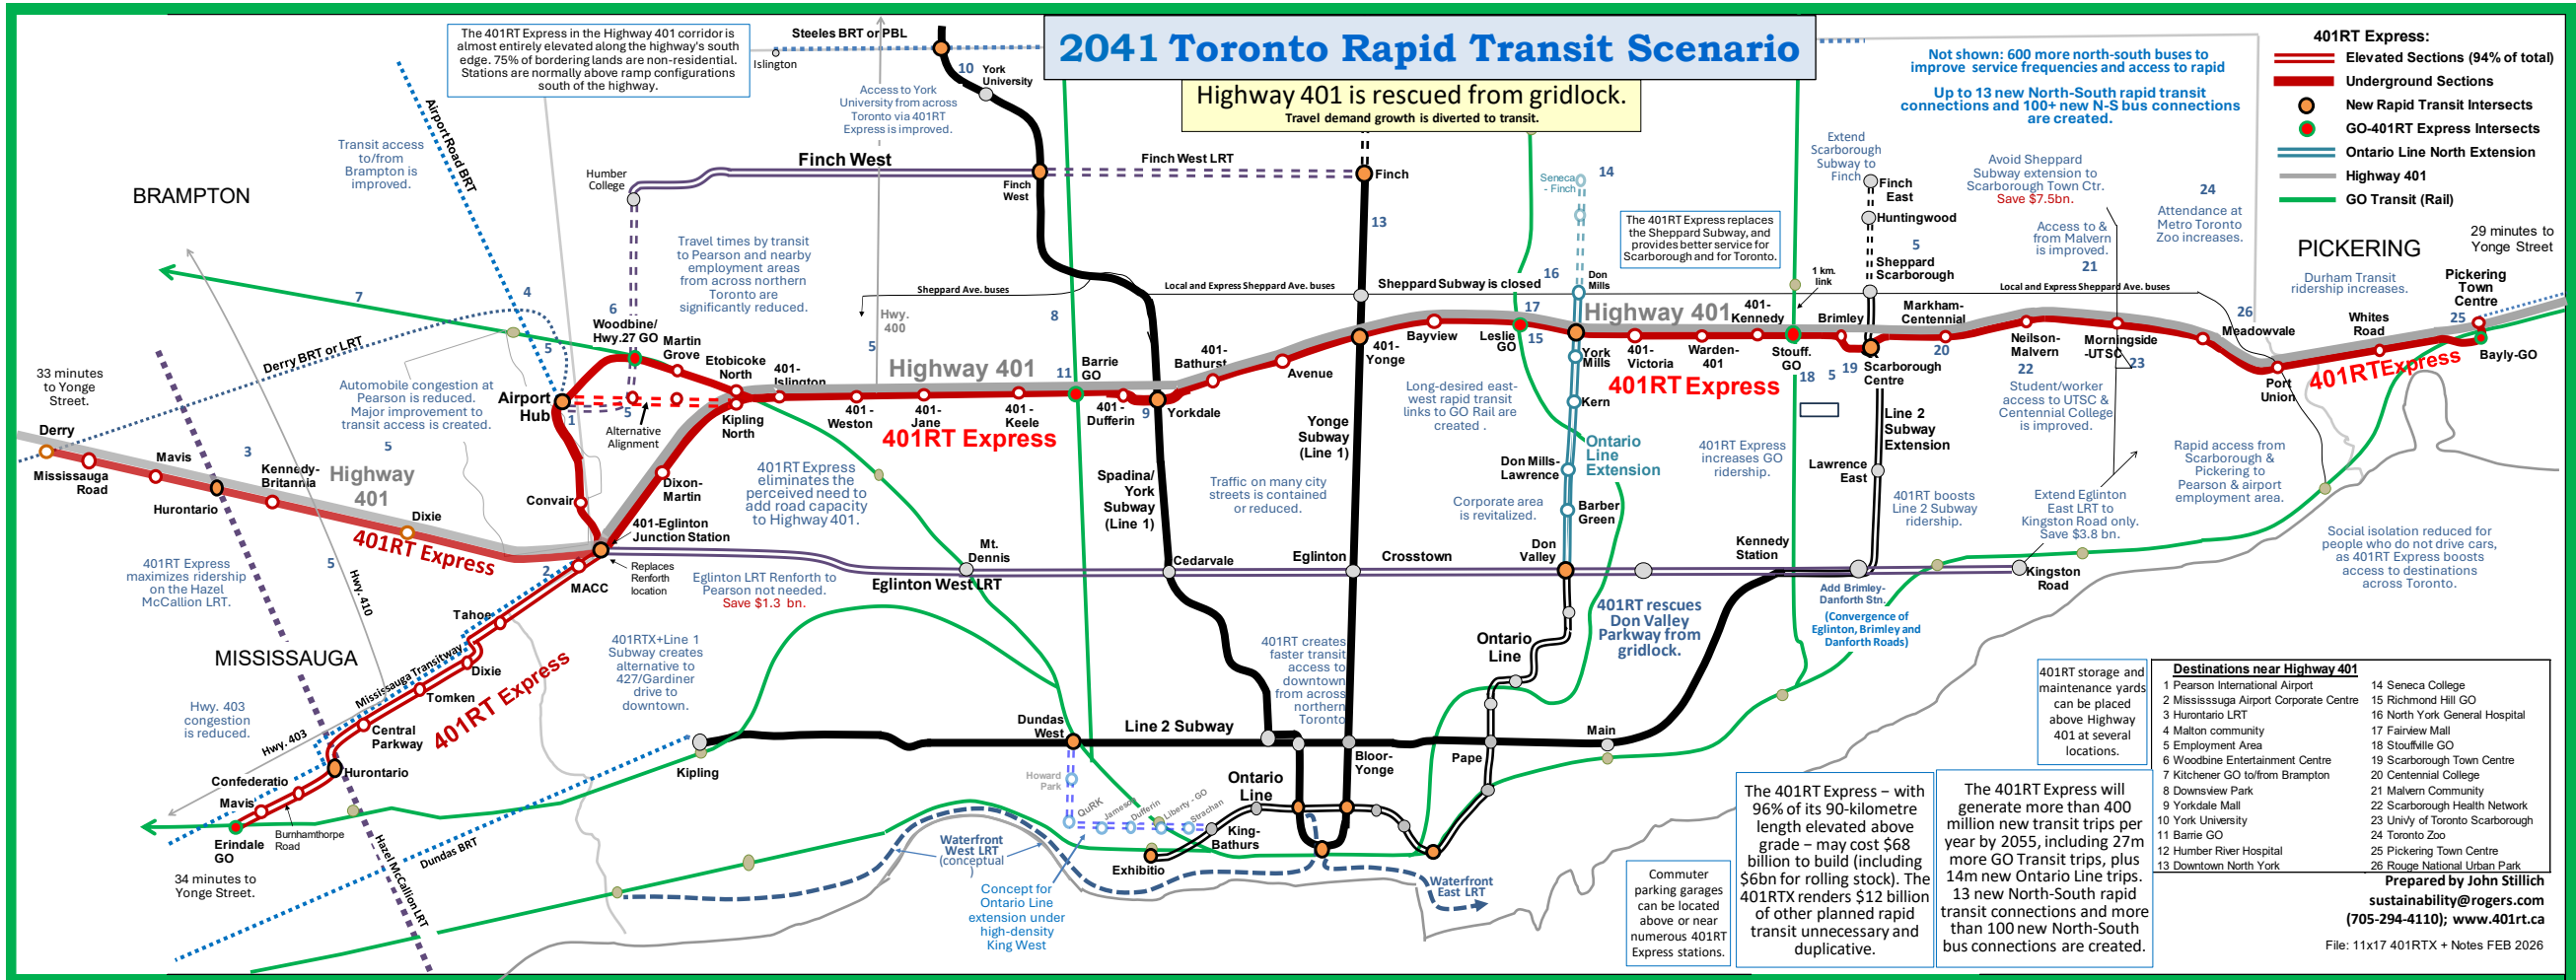 The 401RT Express in the Highway 401 corridor is
almost entirely elevated along the highway's south
edge. 75% of bordering lands are non-residential.
Stations are normally above ramp configurations
south of the highway.
Steeles BRT or PBL
Islington
10
York
University
2041 Toronto Rapid Transit Scenario
Highway 401 is rescued from gridlock.
Travel demand growth is diverted to transit.
Not shown: 600 more north-south buses to
improve service frequencies and access to rapid
Up to 13 new North-South rapid transit
connections and 100+ new N-S bus connections
are created.
401RT Express:
Elevated Sections (94% of total)
Underground Sections
New Rapid Transit Intersects
GO-401RT Express Intersects
Ontario Line North Extension
Highway 401
GO Transit (Rail)
Access to York
University from across
Toronto via 401RT
Express is improved.
Airport Road BRT
Transit access
to/from
Brampton is
improved.
BRAMPTON
Humber
College
Finch West
Finch West LRT
Finch
West
Finch
13
Seneca
- Finch
14
Extend
Scarborough
Subway to
Finch
Finch
East
Huntingwood
5
Sheppard
Scarborough
Avoid Sheppard
Subway extension to
Scarborough Town Ctr.
Save $7.5bn.
24
Attendance at
Metro Toronto
Zoo increases.
Access to &
from Malvern
is improved.
21
PICKERING
29 minutes to
Yonge Street
Durham Transit
ridership increases.
Pickering
Town
Centre
25
Bayly-GO
The 401RT Express replaces
the Sheppard Subway, and
provides better service for
Scarborough and for Toronto.
1 km.
link
Travel times by transit
to Pearson and nearby
employment areas
from across northern
Toronto are
significantly reduced.
Sheppard Ave. buses
Local and Express Sheppard Ave. buses
Sheppard Subway is closed
16
Don
Mills
Local and Express Sheppard Ave. buses
7
4
6
5
Derry BRT or LRT
Woodbine/
Hwy.27 GO
Martin
Grove
Etobicoke
North
401-
Islington
Hwy.
400
5
8
Highway 401
Barrie
GO
11
401-
Bathurst
Avenue
401-
Yonge
Bayview
Leslie
GO
17
15
Highway 401
York
Mills
401-
Victoria
Warden-
401
401-
Kennedy
Stouff.
GO
18
5
19
Brimley
Scarborough
Centre
Markham-
Centennial
20
Neilson-
Malvern
22
Morningside
-UTSC
23
26
Meadowvale
Port
Union
Whites
Road
401RT Express
401RT Express
33 minutes
to Yonge
Street.
Automobile congestion at
Pearson is reduced.
Major improvement to
transit access is created.
5
Airport
Hub
1
5
Alternative
Alignment
Kipling
North
401 -
Weston
401 -
Jane
401 -
Keele
401 -
Dufferin
9
Yorkdale
401RT Express
Derry
Mississauga
Road
Mavis
3
Hurontario
Kennedy-
Britannia
Highway
401
Dixie
401RT Express
Convair
Dixon-
Martin
401-Eglinton
Junction Station
Replaces
Renforth
location
401RT Express
eliminates the
perceived need to
add road capacity
to Highway 401.
Spadina/
York
Subway
(Line 1)
Traffic on many city
streets is contained
or reduced.
Yonge
Subway
(Line 1)
Long-desired east-
west rapid transit
links to GO Rail are
created .
Kern
Ontario
Line
Extension
Don Mills-
Lawrence
Corporate area
is revitalized.
Barber
Green
401RT Express
increases GO
ridership.
Line 2
Subway
Extension
Lawrence
East
401RT boosts
Line 2 Subway
ridership.
Student/worker
access to UTSC &
Centennial College
is improved.
Rapid access from
Scarborough &
Pickering to
Pearson & airport
employment area.
Extend Eglinton
East LRT to
Kingston Road only.
Save $3.8 bn.
Social isolation reduced for
people who do not drive cars,
as 401RT Express boosts
access to destinations
across Toronto.
401RT Express
maximizes ridership
on the Hazel
McCallion LRT.
5
Hwy. 410
2
MACC
Eglinton LRT Renforth to
Pearson not needed.
Save $1.3 bn.
Eglinton West LRT
Mt.
Dennis
Cedarvale
Eglinton
Crosstown
Don
Valley
Kennedy
Station
Add Brimley-
Danforth Stn.
(Convergence of
Eglinton, Brimley and
Danforth Roads)
Kingston
Road
Tahoe
Dixie
Tomken
Central
Parkway
Mississauga Transitway
401RT Express
MISSISSAUGA
Hwy. 403
congestion
is reduced.
Hwy. 403
401RTX+Line 1
Subway creates
alternative to
427/Gardiner
drive to
downtown.
401RT creates
faster transit
access to
downtown
from across
northern
Toronto
Ontario
Line
401RT rescues
Don Valley
Parkway from
gridlock.
Hurontario
Confederatio
Mavis
Burnhamthorpe
Road
Erindale
GO
34 minutes to
Yonge Street.
Hazel McCallion LRT
Dundas BRT
Kipling
Dundas
West
Line 2 Subway
Bloor-
Yonge
Pape
Main
Howard
Park
QuRK
Jameson
Dufferin
Liberty - GO
Strachan
Ontario
Line
King-
Bathurs
Exhibitio
Waterfront
West LRT
(conceptual
)
Concept for
Ontario Line
extension under
high-density
King West
Waterfront
East LRT
Commuter
parking garages
can be located
above or near
numerous 401RT
Express stations.
The 401RT Express – with
96% of its 90-kilometre
length elevated above
grade – may cost $68
billion to build (including
$6bn for rolling stock). The
401RTX renders $12 billion
of other planned rapid
transit unnecessary and
duplicative.
The 401RT Express will
generate more than 400
million new transit trips per
year by 2055, including 27m
more GO Transit trips, plus
14m new Ontario Line trips.
13 new North-South rapid
transit connections and more
than 100 new North-South
bus connections are created.
401RT storage and
maintenance yards
can be placed
above Highway
401 at several
locations.
Destinations near Highway 401
1 Pearson International Airport
2 Mississsauga Airport Corporate Centre
3 Hurontario LRT
4 Malton community
5 Employment Area
6 Woodbine Entertainment Centre
7 Kitchener GO to/from Brampton
8 Downsview Park
9 Yorkdale Mall
10 York University
11 Barrie GO
12 Humber River Hospital
13 Downtown North York
14 Seneca College
15 Richmond Hill GO
16 North York General Hospital
17 Fairview Mall
18 Stouffville GO
19 Scarborough Town Centre
20 Centennial College
21 Malvern Community
22 Scarborough Health Network
23 Univly of Toronto Scarborough
24 Toronto Zoo
25 Pickering Town Centre
26 Rouge National Urban Park
Prepared by John Stillich
sustainability@rogers.com
(705-294-4110); www.401rt.ca
File: 11x17 401RTX + Notes FEB 2026